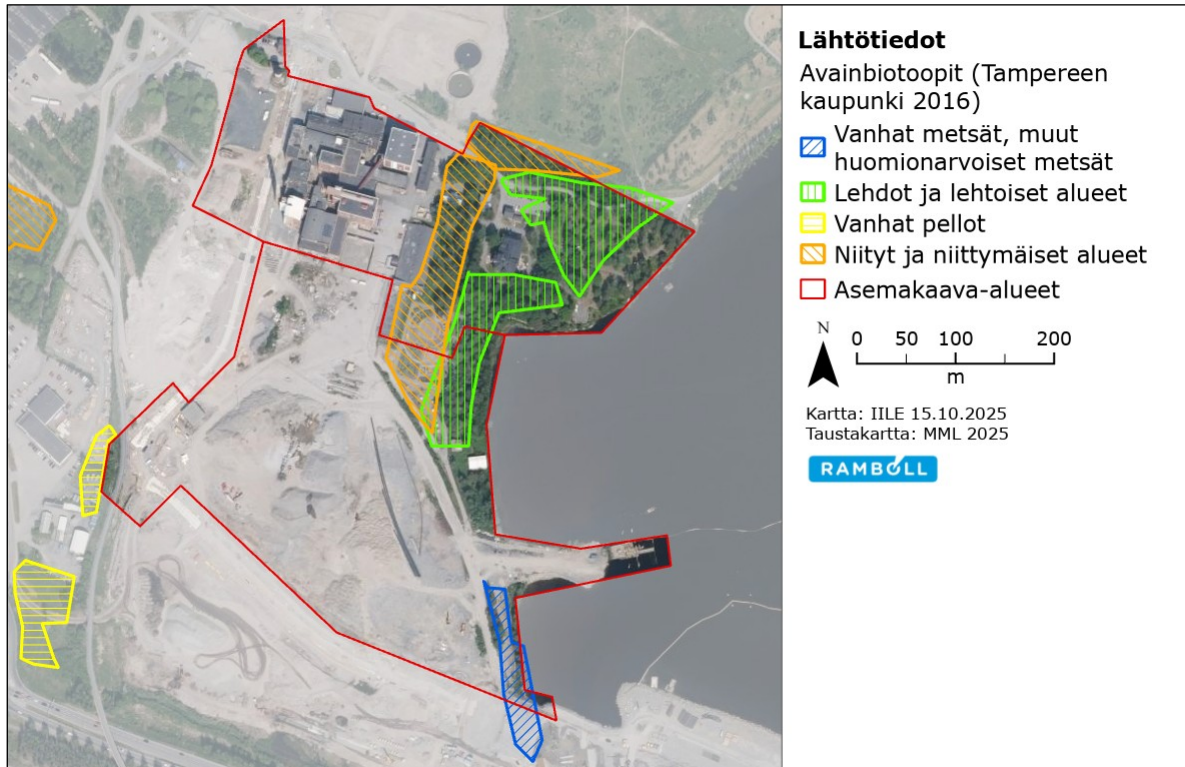 Lähtötiedot
Avainbiotoopit (Tampereen
kaupunki 2016)
Vanhat metsät, muut
huomionarvoiset metsät
Lehdot ja lehtoiset alueet
Vanhat pellot
Niityt ja niittymäiset alueet
Asemakaava-alueet
N
0 50 100 200
m
Kartta: IILE 15.10.2025
Taustakartta: MML 2025
RAMBOLL